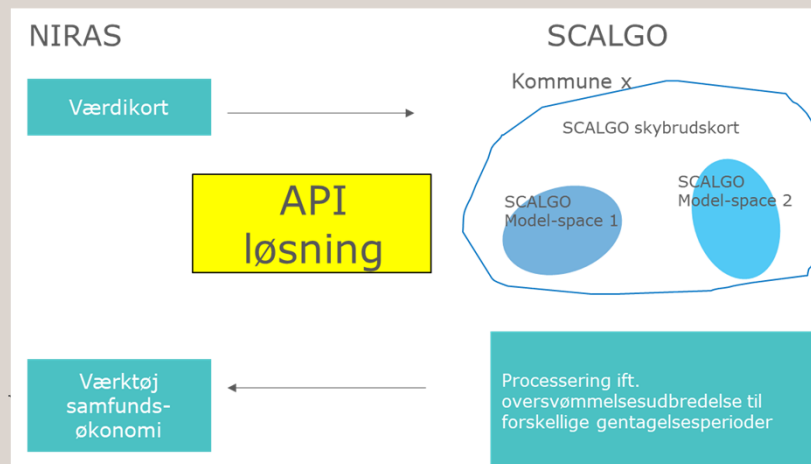 NIRAS
SCALGO
Værdikort
Kommune x
SCALGO skybrudskort
SCALGO
Model-space 1
SCALGO
Model-space 2
API
løsning
Værktøj
samfunds-
økonomi
Processering ift.
oversvømmelsesudbredelse til
forskellige gentagelsesperioder